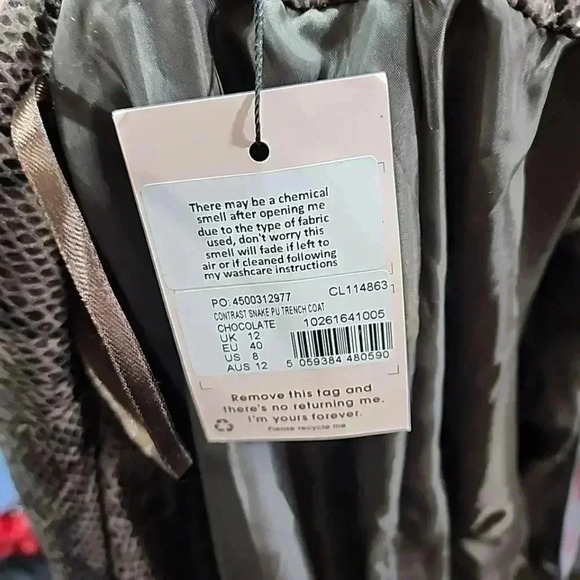 There may be a chemical
smell after opening me
due to the type of fabric
used, don't worry this
smell will fade if left to
air or if cleaned following
my washcare instructions
PO: 4500312977 CL114863
CONTRAST SNAKE PU TRENCH COAT
CHOCOLATE 10261641005
UK 12
EU 40
US 8
AUS 12
5 059384 480590
Remove this tag and
there's no returning me,
I'm yours forever.
Please recycle me